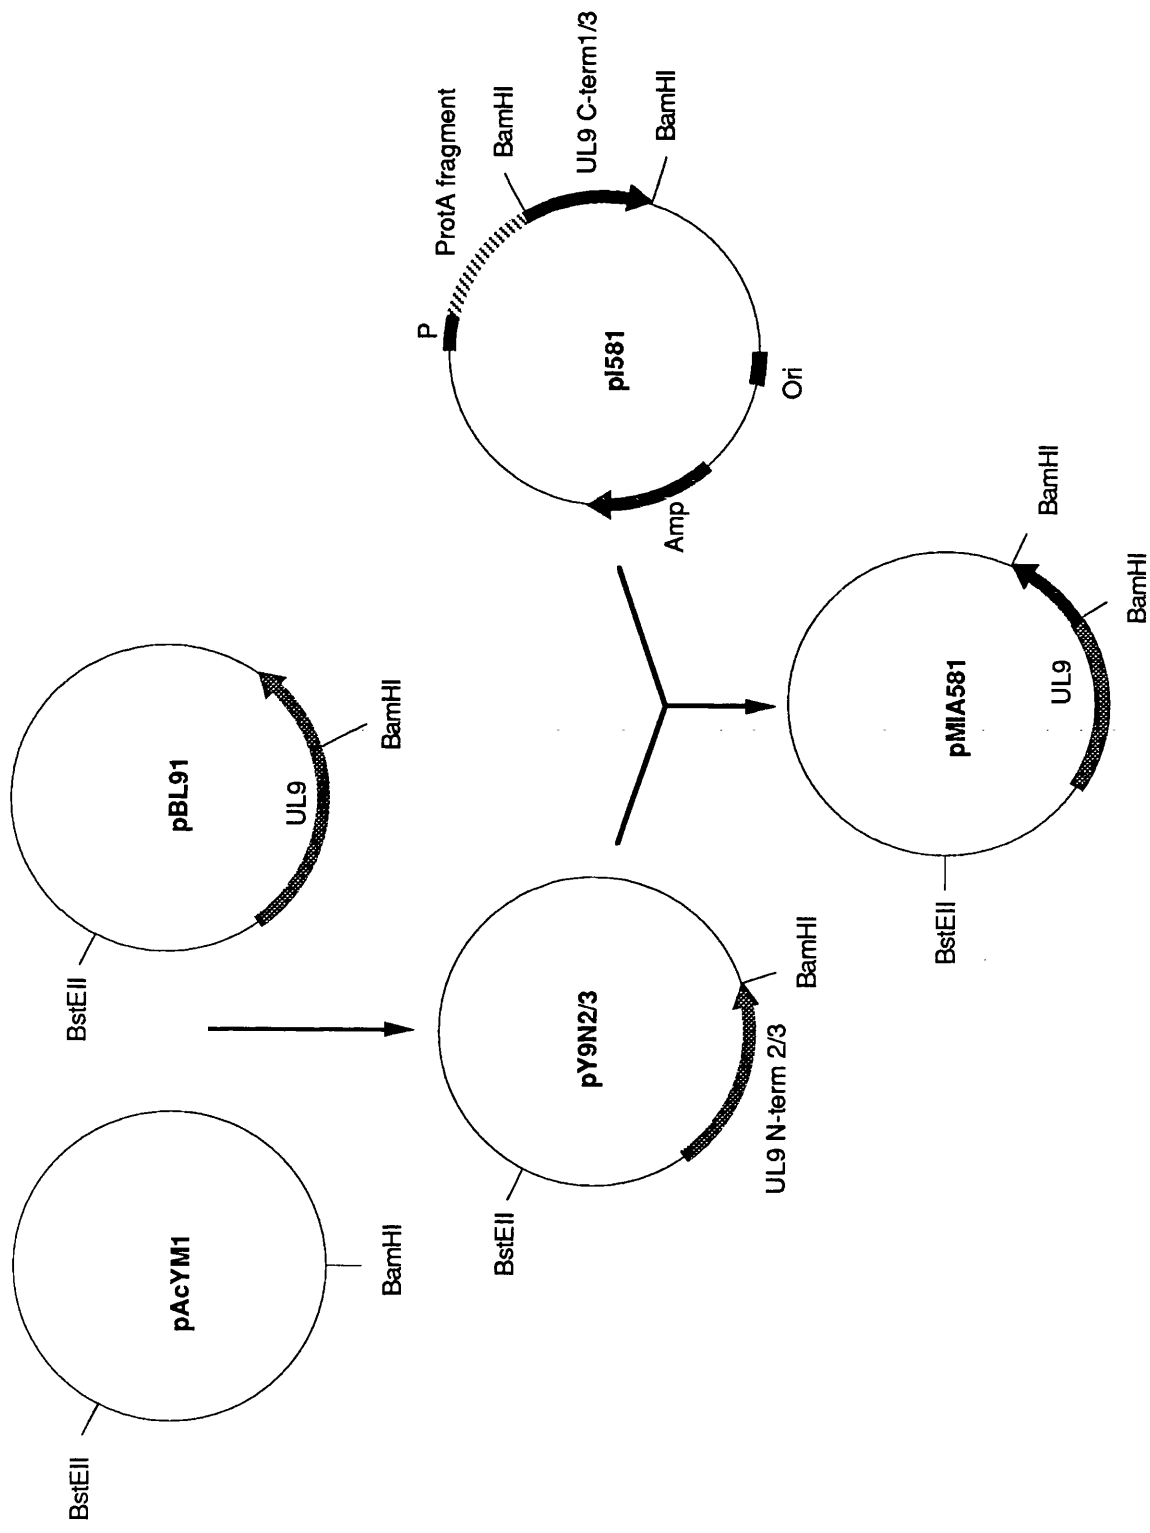 BstEII
pAcYM1
BamHI
BstEII
pBL91
UL9
BamHI
BstEII
pY9N2/3
UL9 N-term 2/3
BamHI
P
ProtA fragment
BamHI
UL9 C-term1/3
BamHI
pI581
Amp
Ori
BstEII
pMIA581
UL9
BamHI
BamHI